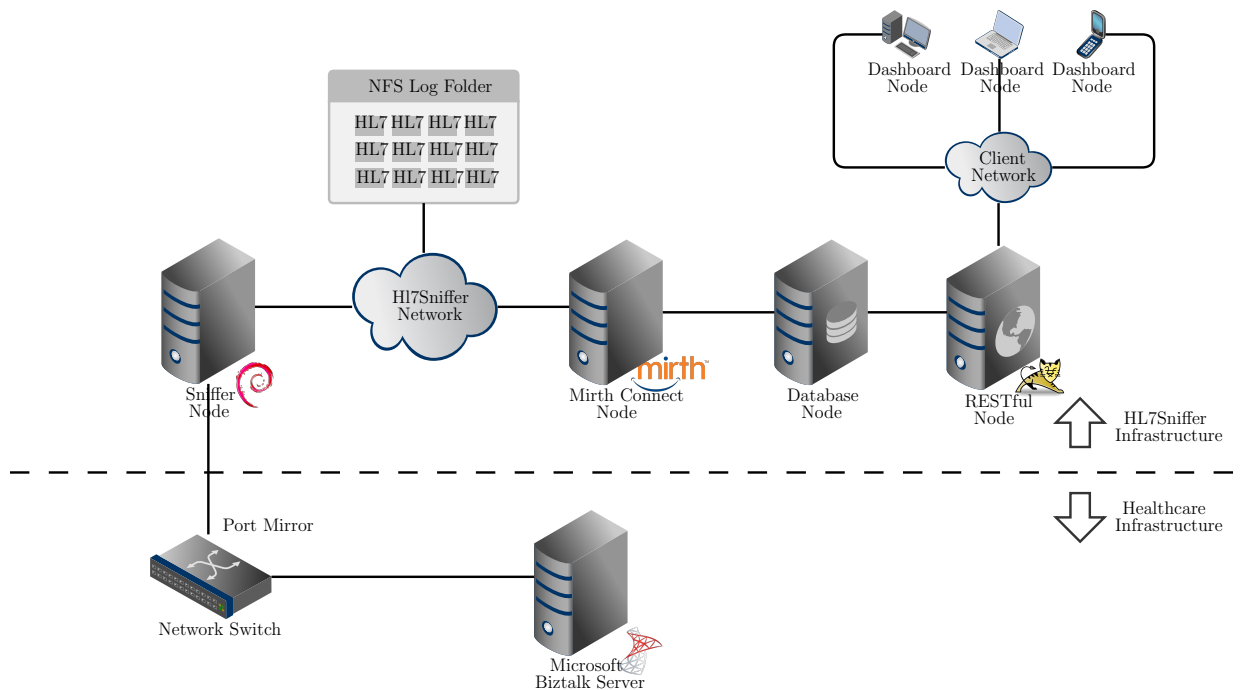 Dashboard Node
Dashboard Node
Dashboard Node
NFS Log Folder
HL7 HL7 HL7 HL7
HL7 HL7 HL7 HL7
HL7 HL7 HL7 HL7
Client
Network
Hl7Sniffer
Network
Sniffer
Node
mirth™
Mirth Connect
Node
Database
Node
RESTful
Node
HL7Sniffer
Infrastructure
Healthcare
Infrastructure
Port Mirror
Network Switch
Microsoft
Biztalk Server